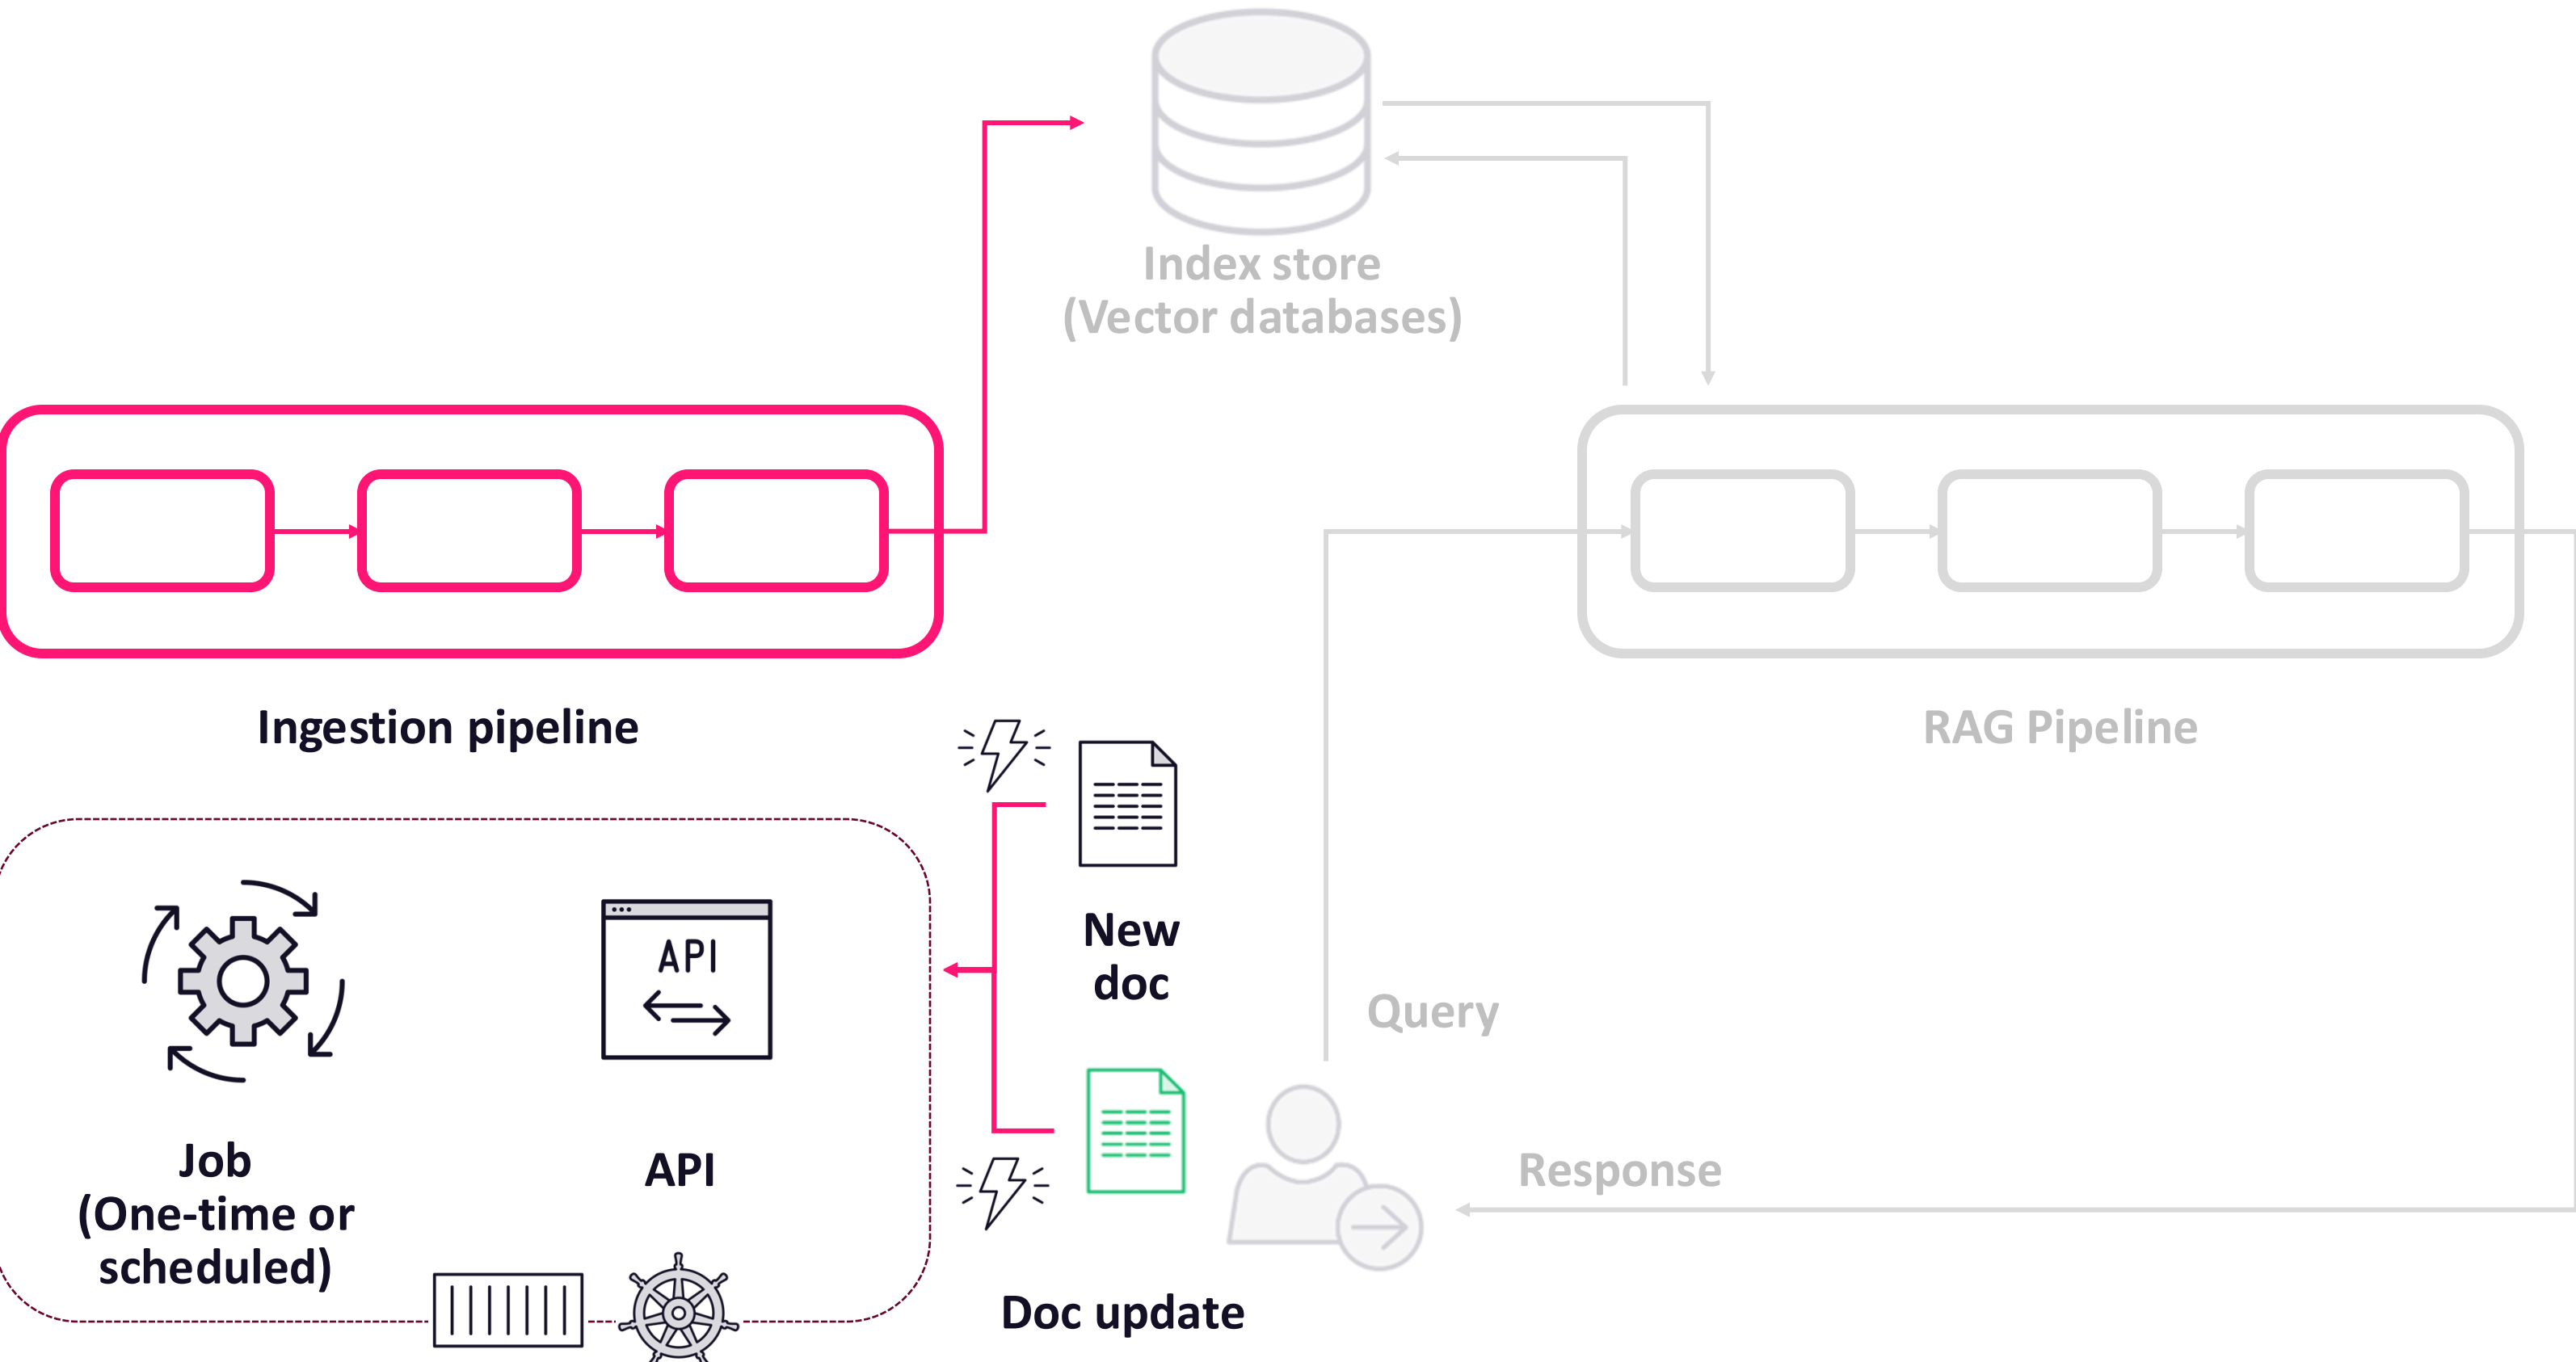 Index store
(Vector databases)
Ingestion pipeline
RAG Pipeline
New
doc
API
Query
Job
(One-time or
scheduled)
API
Response
Doc update